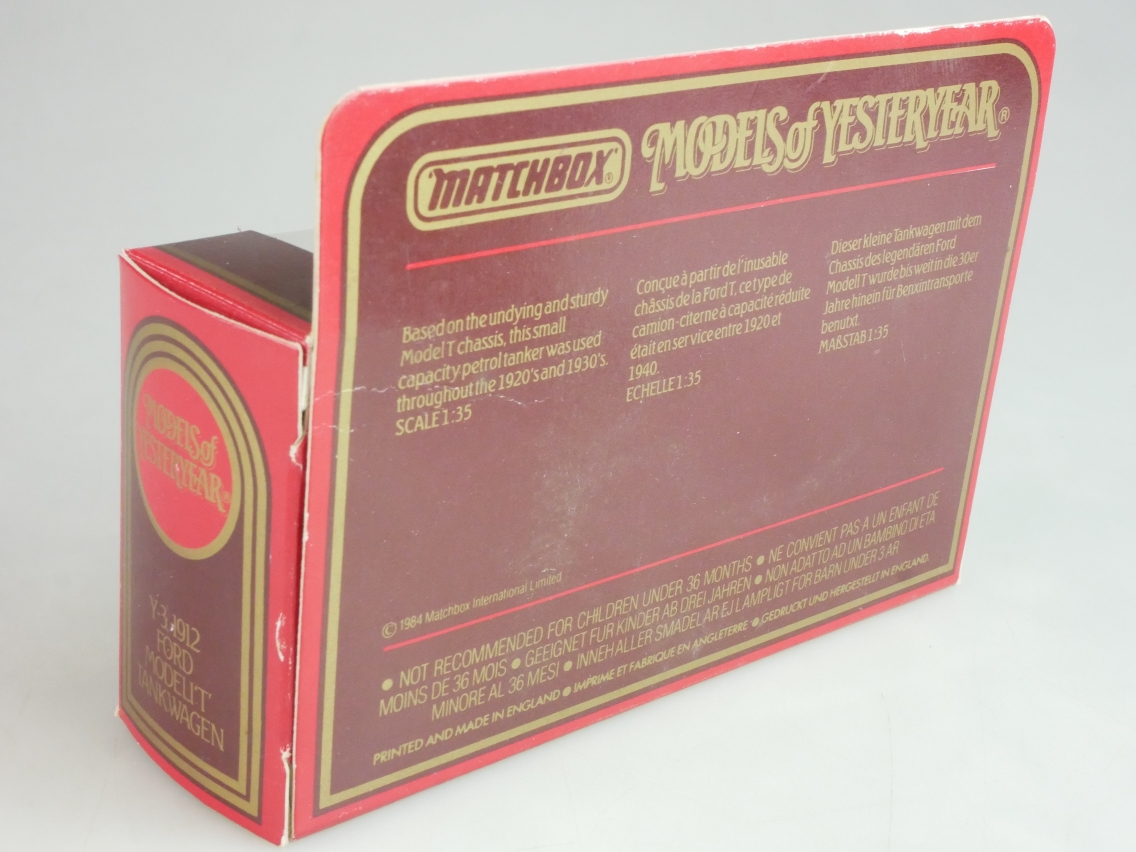 MATCHBOX®
MODELS of YESTERYEAR®
Based on the undying and sturdy
Model T chassis, this small
capacity petrol tanker was used
throughout the 1920's and 1930's.
SCALE 1:35
Conçue à partir de l'inusable
châssis de la Ford T, ce type de
camion-citerne à capacité réduite
était en service entre 1920 et
1940.
ECHELLE 1:35
Dieser kleine Tankwagen mit dem
Chassis des legendären Ford
Modell T wurde bis weit in die 30er
Jahre hinein für Benxintransporte
benutxt.
MAßSTAB 1:35
© 1984 Matchbox International Limited
● NOT RECOMMENDED FOR CHILDREN UNDER 36 MONTHS ● NE CONVIENT PAS A UN ENFANT DE
MOINS DE 36 MOIS ● GEEIGNET FUR KINDER AB DREI JAHREN ● NON ADATTO AD UN BAMBINO DI ETA
MINORE AL 36 MESI ● INNEHALLER SMADELAR EJ LAMPLIGT FOR BARN UNDER 3 AR
PRINTED AND MADE IN ENGLAND ● IMPRIME ET FABRIQUE EN ANGLETERRE ● GEDRUCKT UND HERGESTELLT IN ENGLAND.
MODELS of
YESTERYEAR®
Y-3 1912
FORD
MODELL'T'
TANKWAGEN